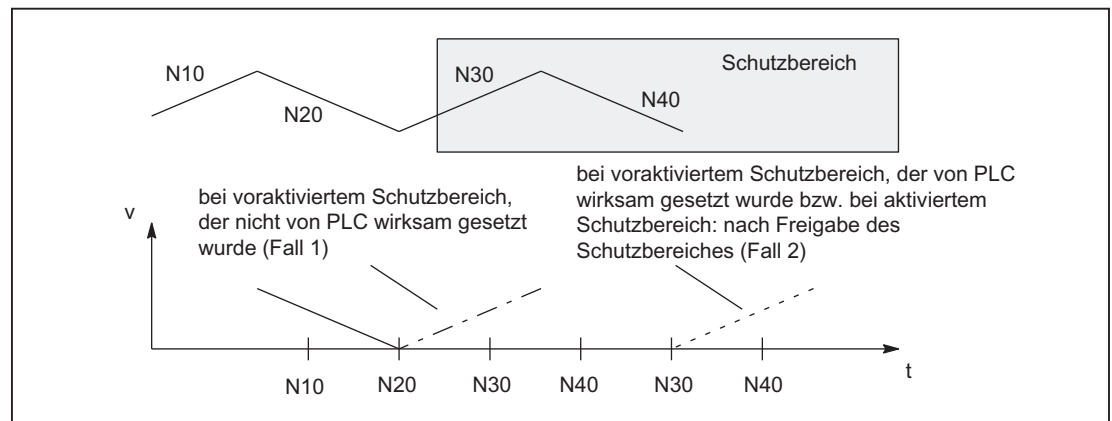 Schutzbereich
N10
N20
N30
N40
bei voraktiviertem Schutzbereich,
der nicht von PLC wirksam gesetzt
wurde (Fall 1)
bei voraktiviertem Schutzbereich, der von PLC
wirksam gesetzt wurde bzw. bei aktiviertem
Schutzbereich: nach Freigabe des
Schutzbereiches (Fall 2)
v
t
N10
N20
N30
N40
N30
N40